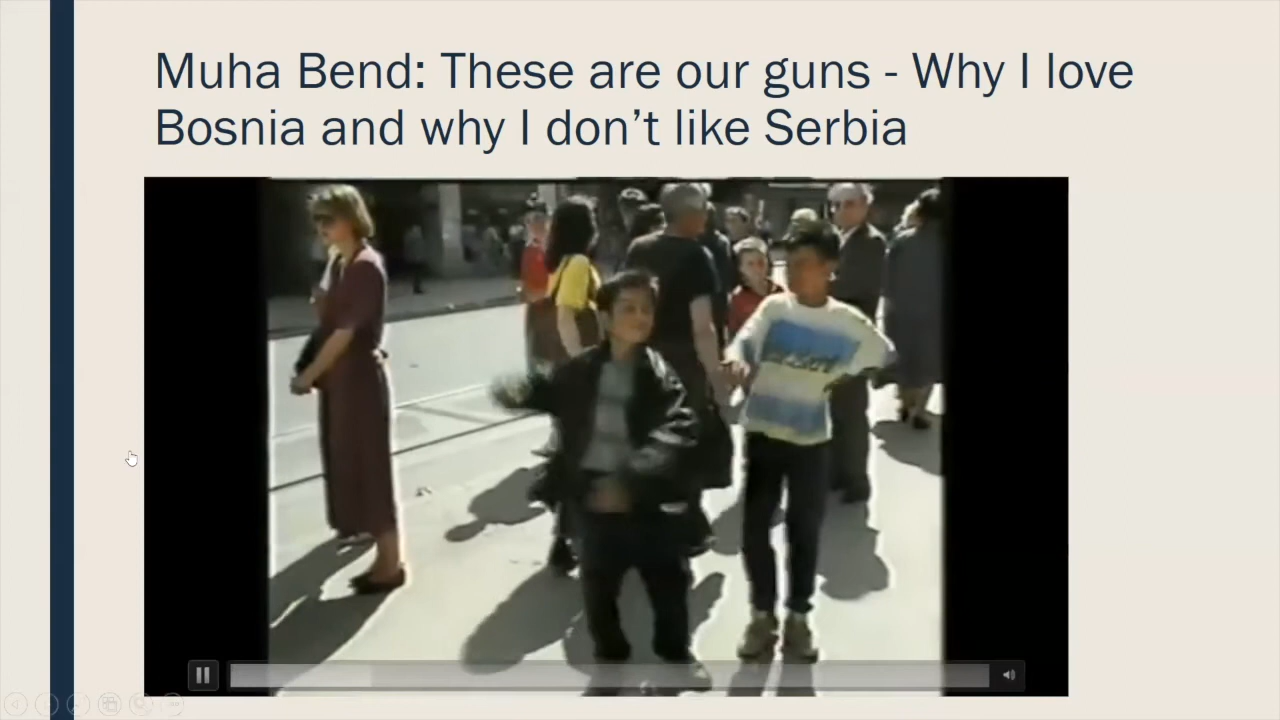 Muha Bend: These are our guns - Why I love
Bosnia and why I don’t like Serbia